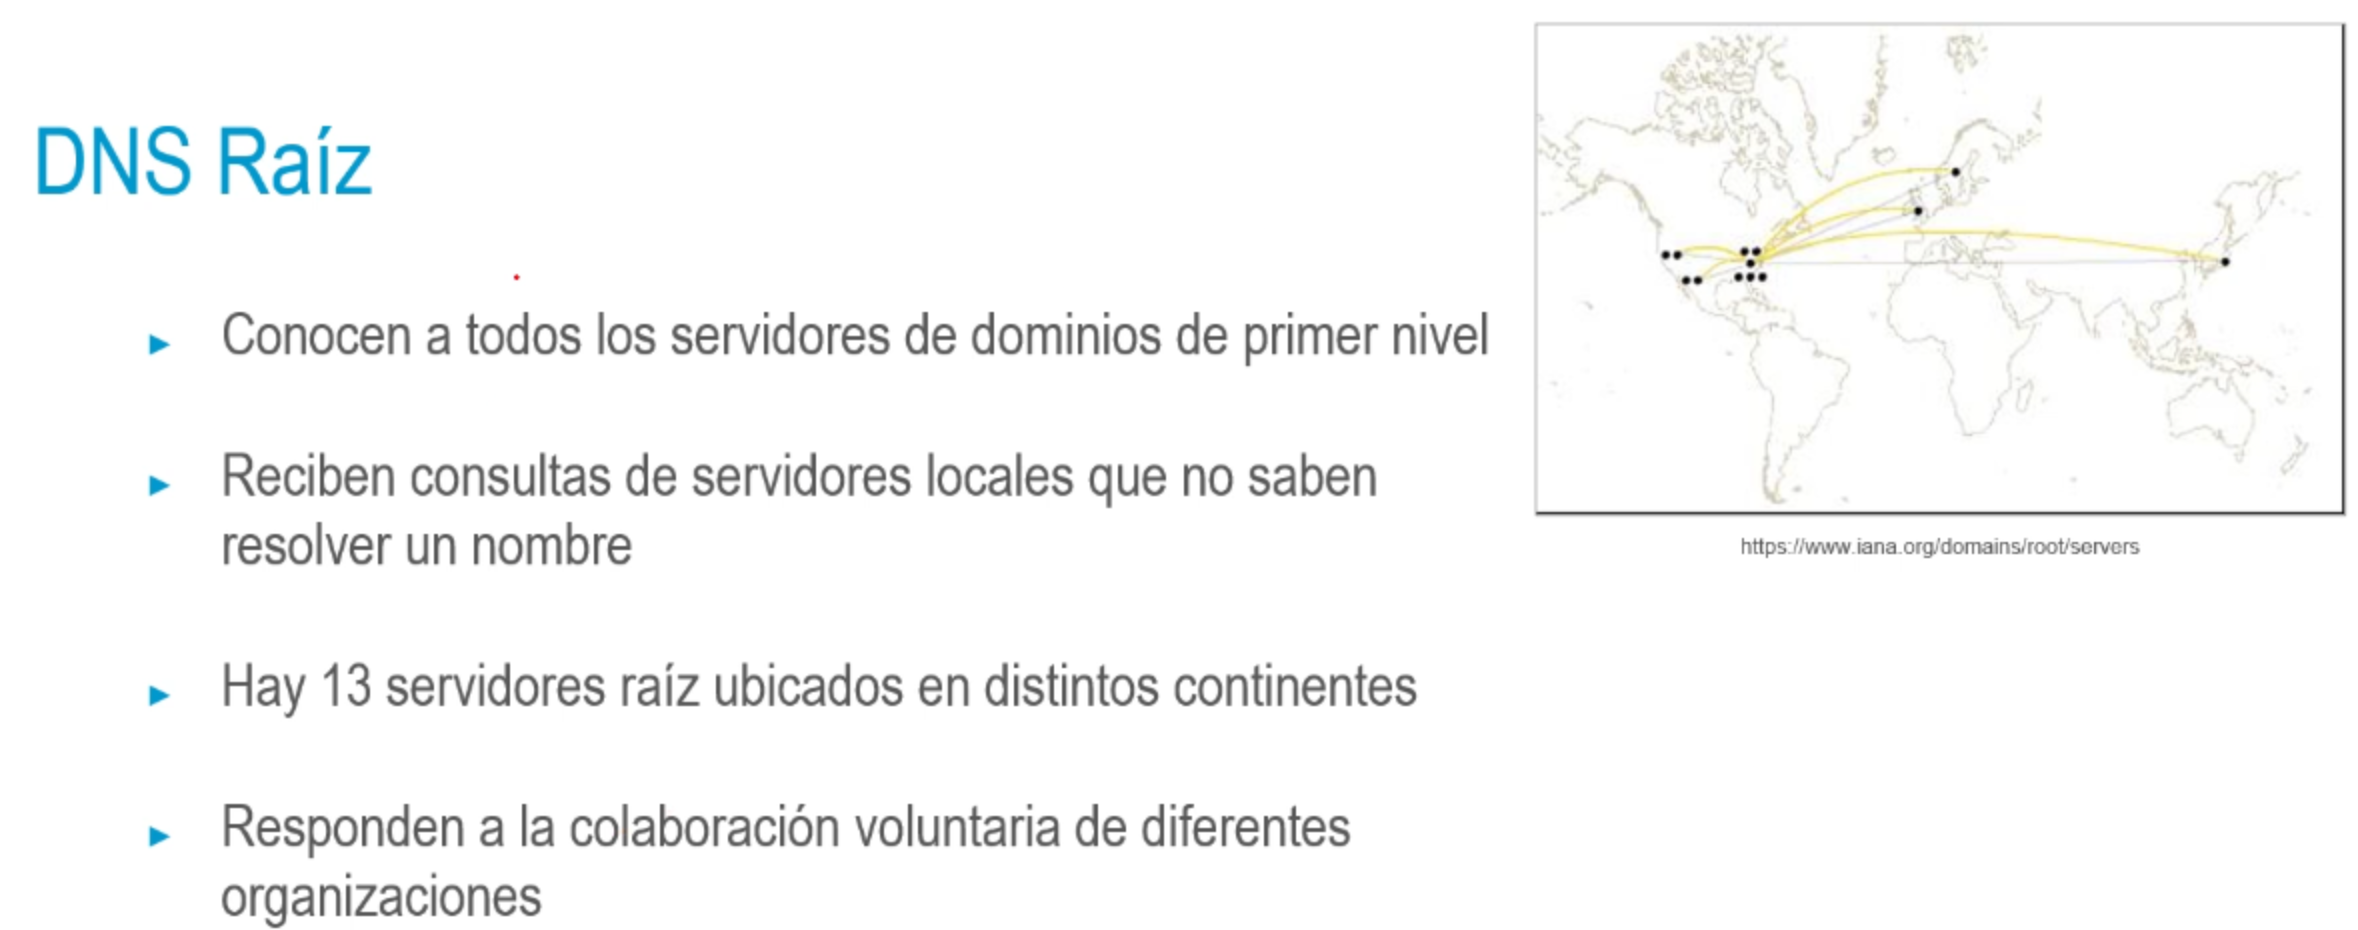 DNS Raíz
► Conocen a todos los servidores de dominios de primer nivel
► Reciben consultas de servidores locales que no saben
resolver un nombre
► Hay 13 servidores raíz ubicados en distintos continentes
► Responden a la colaboración voluntaria de diferentes
organizaciones
https://www.iana.org/domains/root/servers